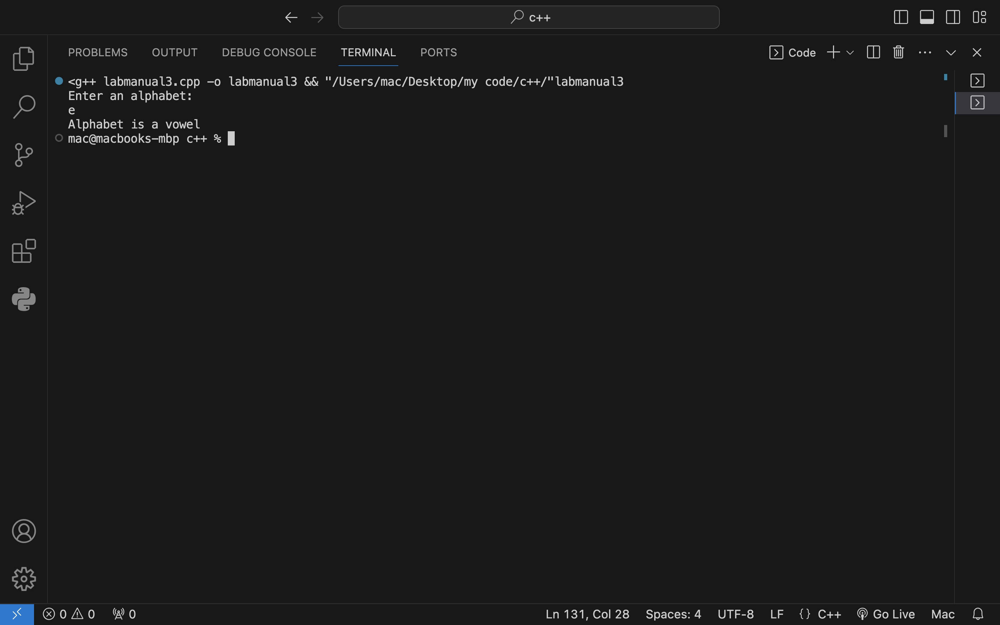 c++
PROBLEMS OUTPUT DEBUG CONSOLE TERMINAL PORTS Code
<g++ labmanual3.cpp -o labmanual3 && "/Users/mac/Desktop/my code/c++/"labmanual3
Enter an alphabet:
e
Alphabet is a vowel
mac@macbooks-mbp c++ %
0 0 0 Ln 131, Col 28 Spaces: 4 UTF-8 LF {} C++ Go Live Mac